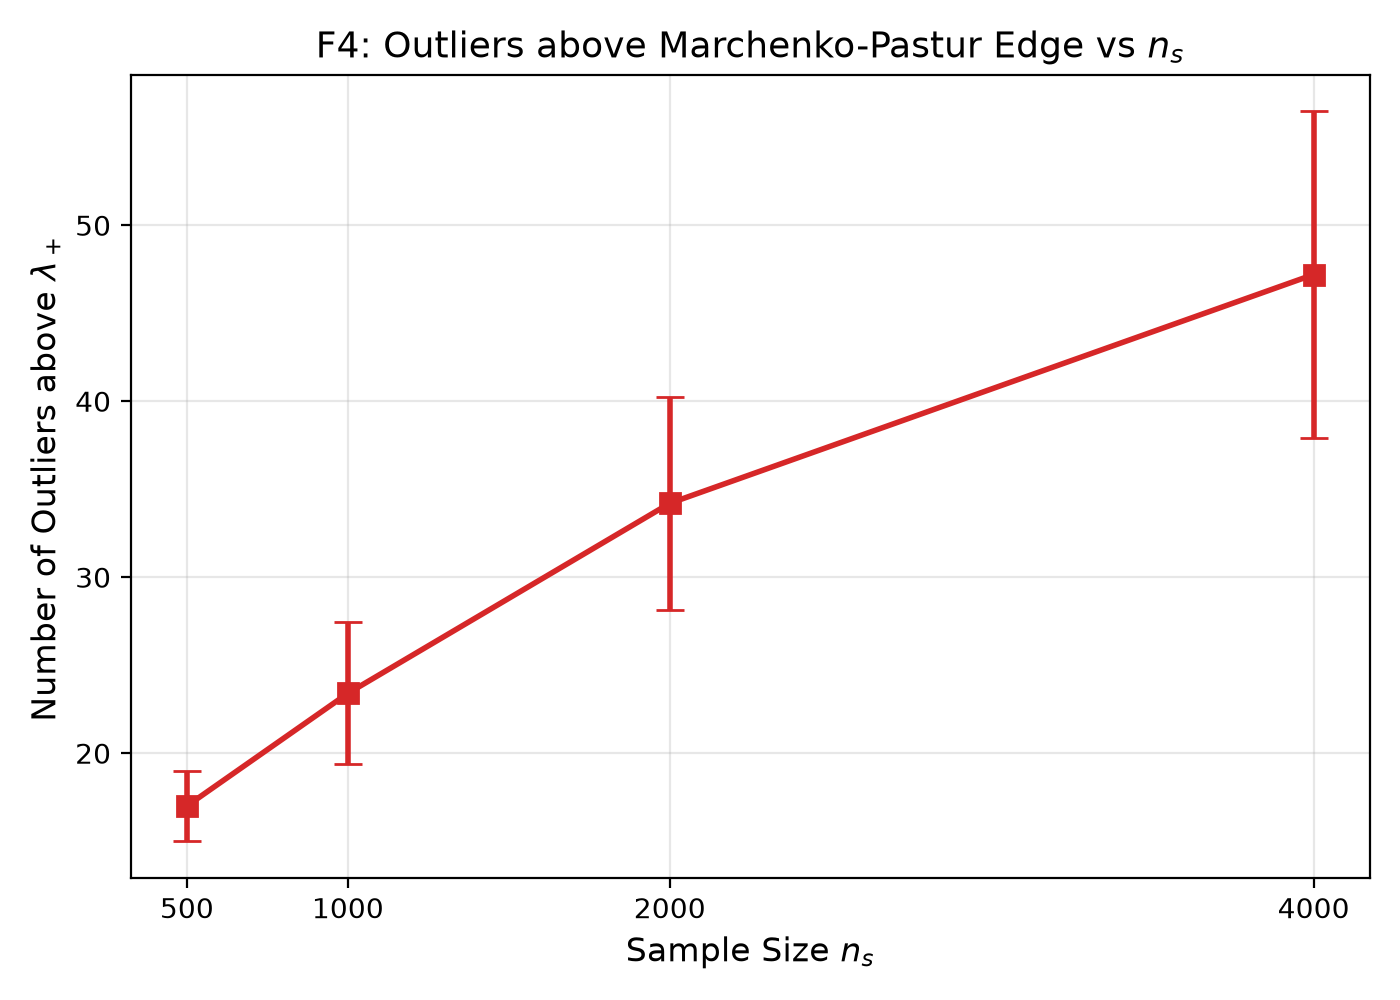 F4: Outliers above Marchenko-Pastur Edge vs nₛ
Number of Outliers above λ₊
50
40
30
20
500 1000 2000 4000
Sample Size nₛ